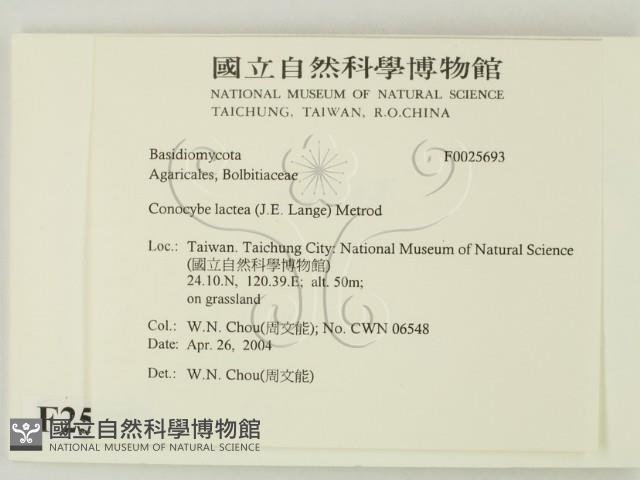 國立自然科學博物館
NATIONAL MUSEUM OF NATURAL SCIENCE
TAICHUNG, TAIWAN, R.O.CHINA
Basidiomycota F0025693
Agaricales, Bolbitiaceae
Conocybe lactea (J.E. Lange) Metrod
Loc.: Taiwan. Taichung City: National Museum of Natural Science
(國立自然科學博物館)
24.10.N, 120.39.E; alt. 50m;
on grassland
Col.: W.N. Chou(周文能); No. CWN 06548
Date: Apr. 26, 2004
Det.: W.N. Chou(周文能)
F25
國立自然科學博物館
NATIONAL MUSEUM OF NATURAL SCIENCE